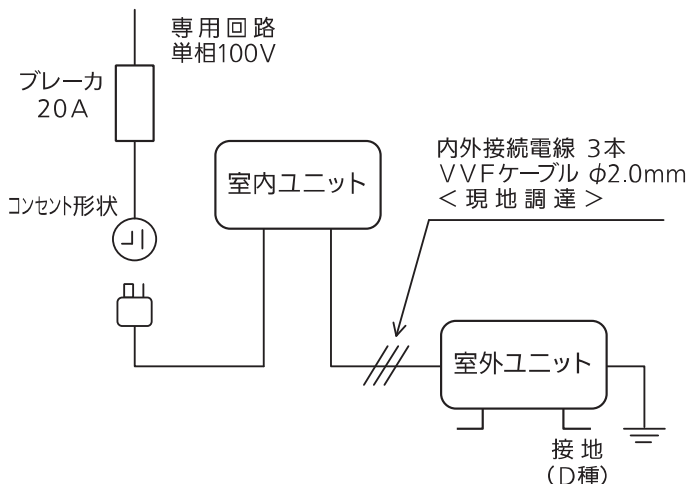 専用回路
単相100V
ブレーカ
20A
コンセント形状
室内ユニット
内外接続電線 3本
VVFケーブル φ2.0mm
<現地調達>
室外ユニット
接地
(D種)